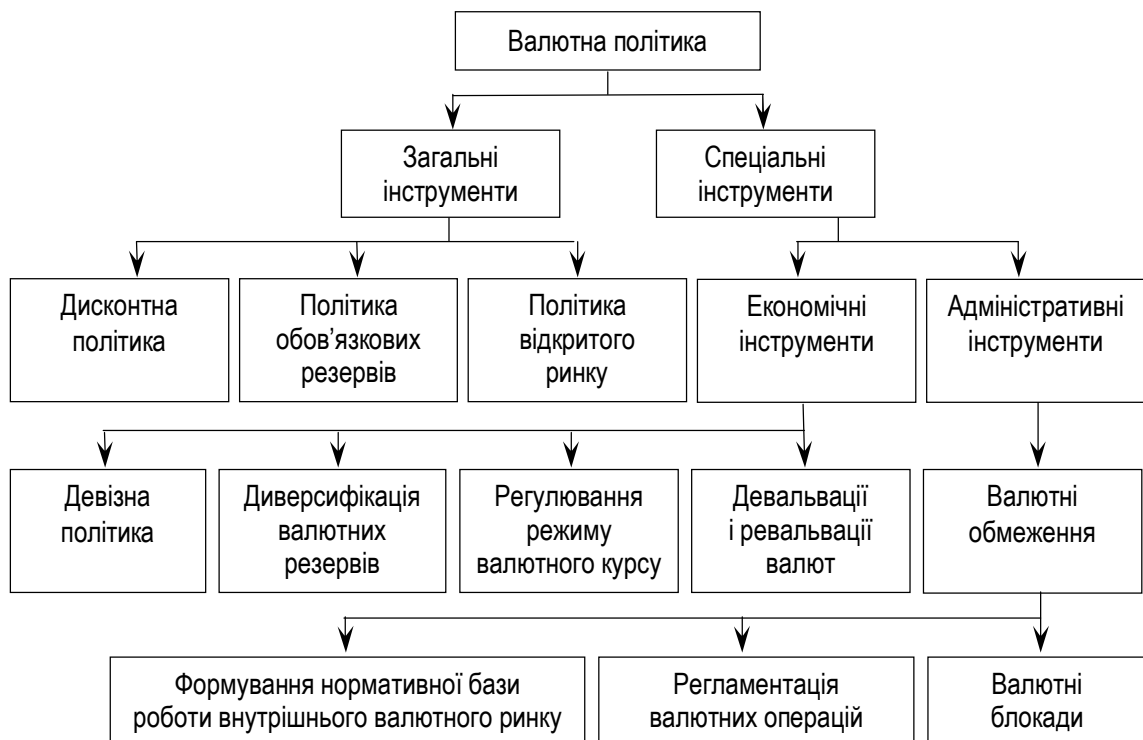 Валютна політика
Загальні
інструменти
Спеціальні
інструменти
Дисконтна
політика
Політика
обов’язкових
резервів
Політика
відкритого
ринку
Економічні
інструменти
Адміністративні
інструменти
Девізна
політика
Диверсифікація
валютних
резервів
Регулювання
режиму
валютного курсу
Девальвації
і ревальвації
валют
Валютні
обмеження
Формування нормативної бази
роботи внутрішнього валютного ринку
Регламентація
валютних операцій
Валютні
блокади